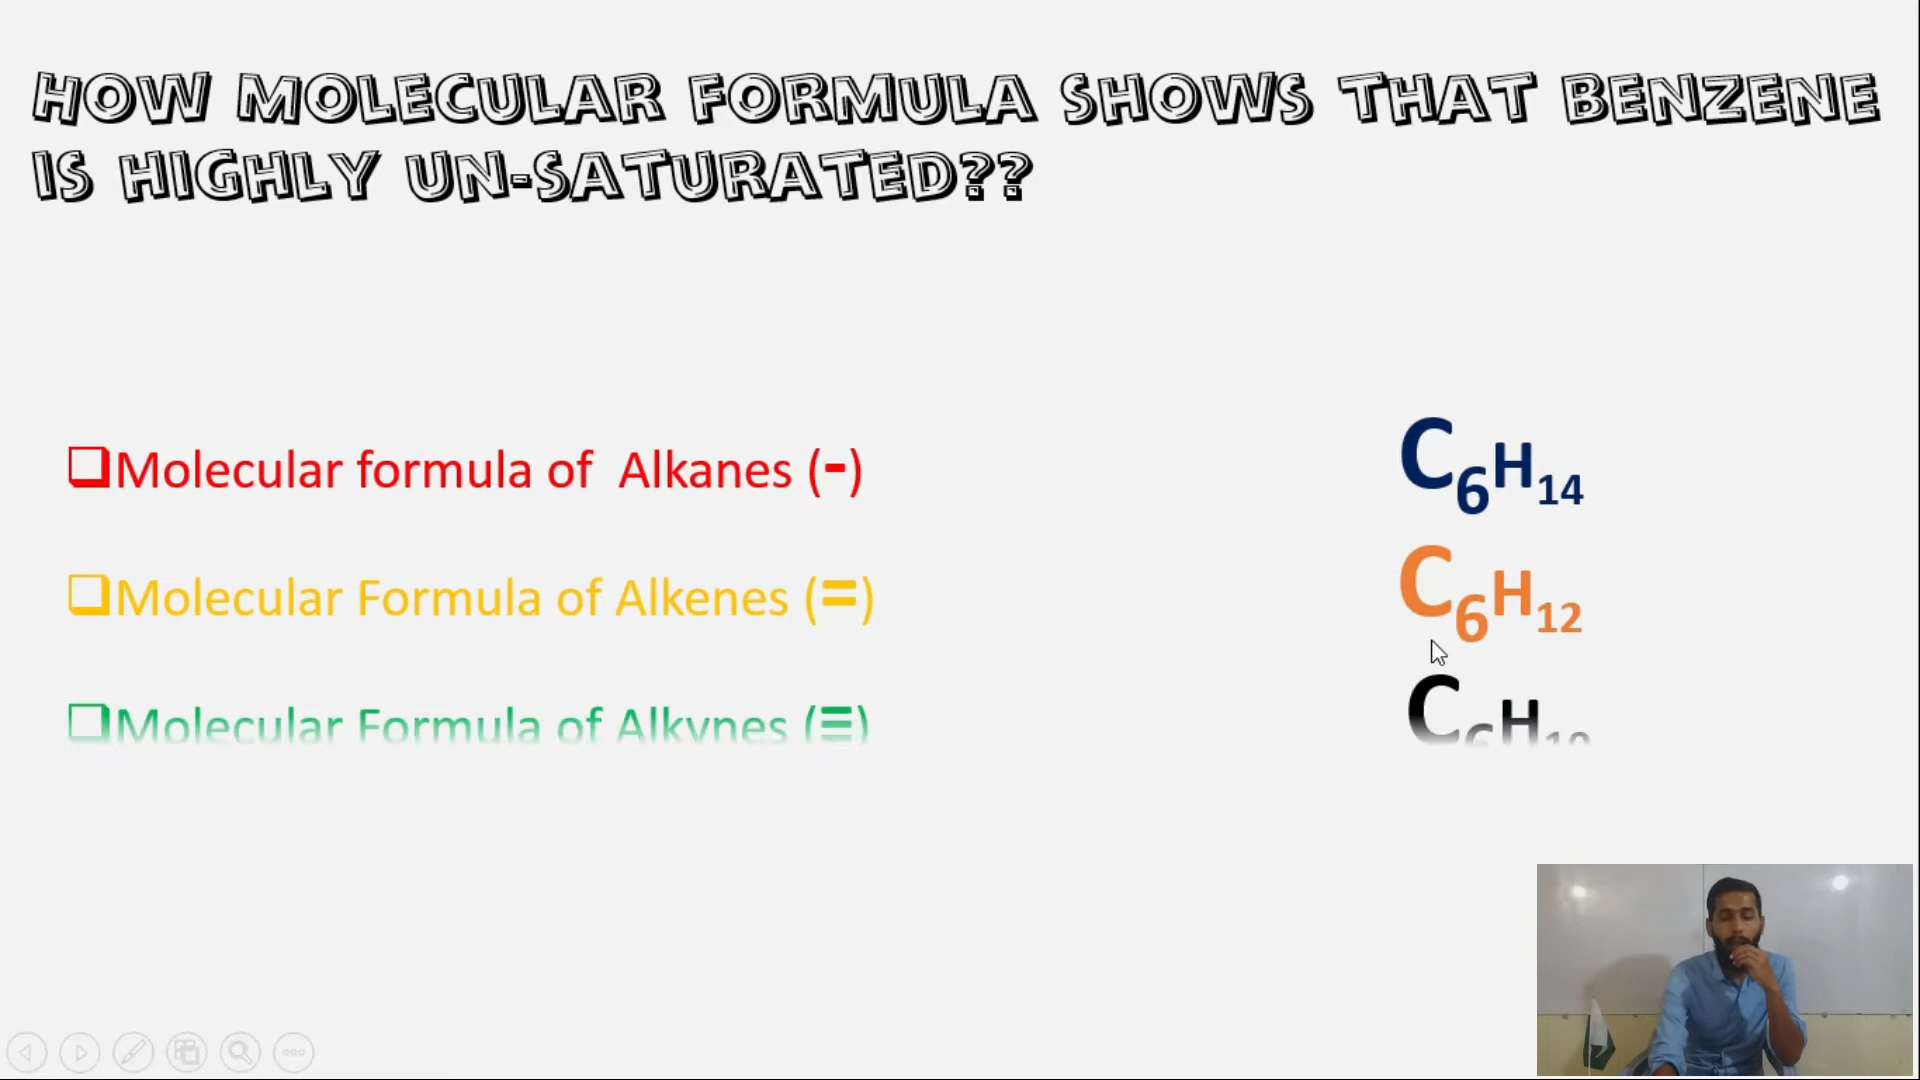 HOW MOLECULAR FORMULA SHOWS THAT BENZENE
IS HIGHLY UN-SATURATED??
Molecular formula of Alkanes (-) C6H14
Molecular Formula of Alkenes (=) C6H12
Molecular Formula of Alkynes (≡) C6H10